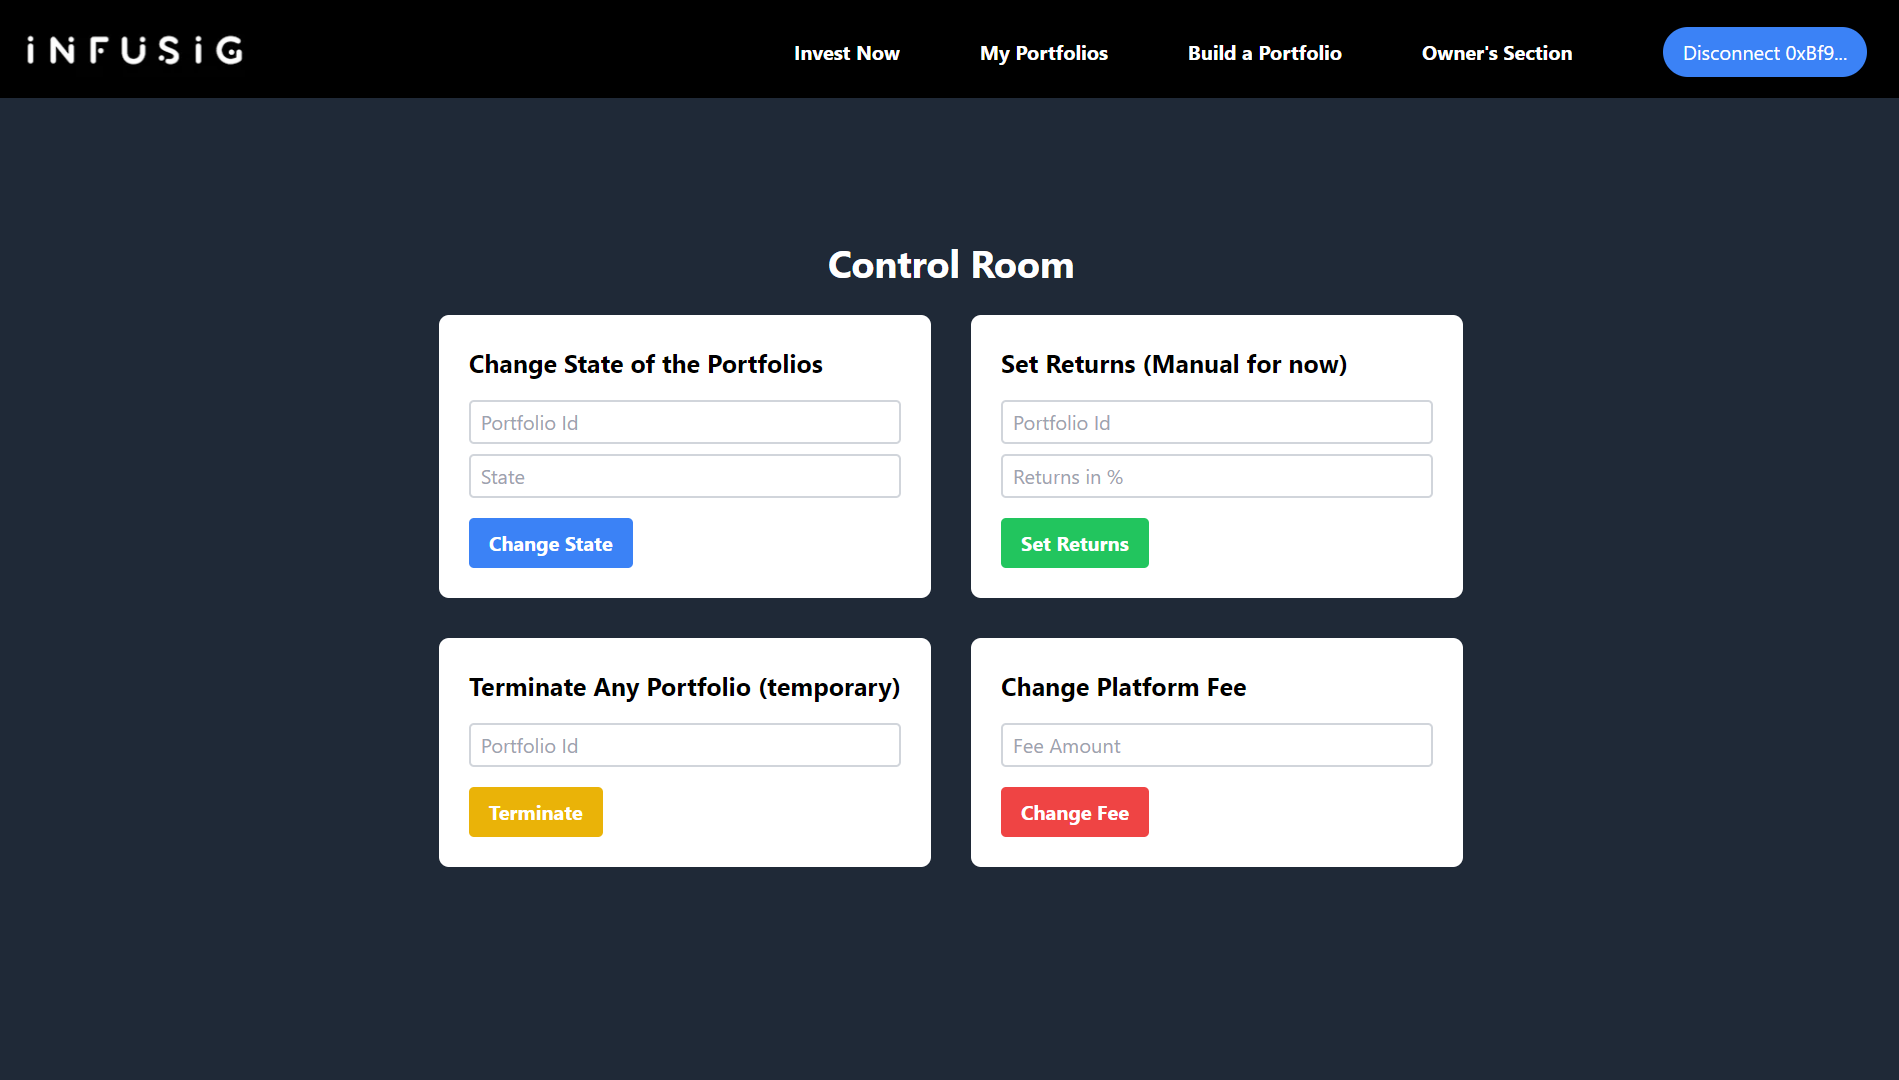 INFUSIG
Invest Now
My Portfolios
Build a Portfolio
Owner's Section
Disconnect 0xBf9...
Control Room
Change State of the Portfolios
Portfolio Id
State
Change State
Set Returns (Manual for now)
Portfolio Id
Returns in %
Set Returns
Terminate Any Portfolio (temporary)
Portfolio Id
Terminate
Change Platform Fee
Fee Amount
Change Fee